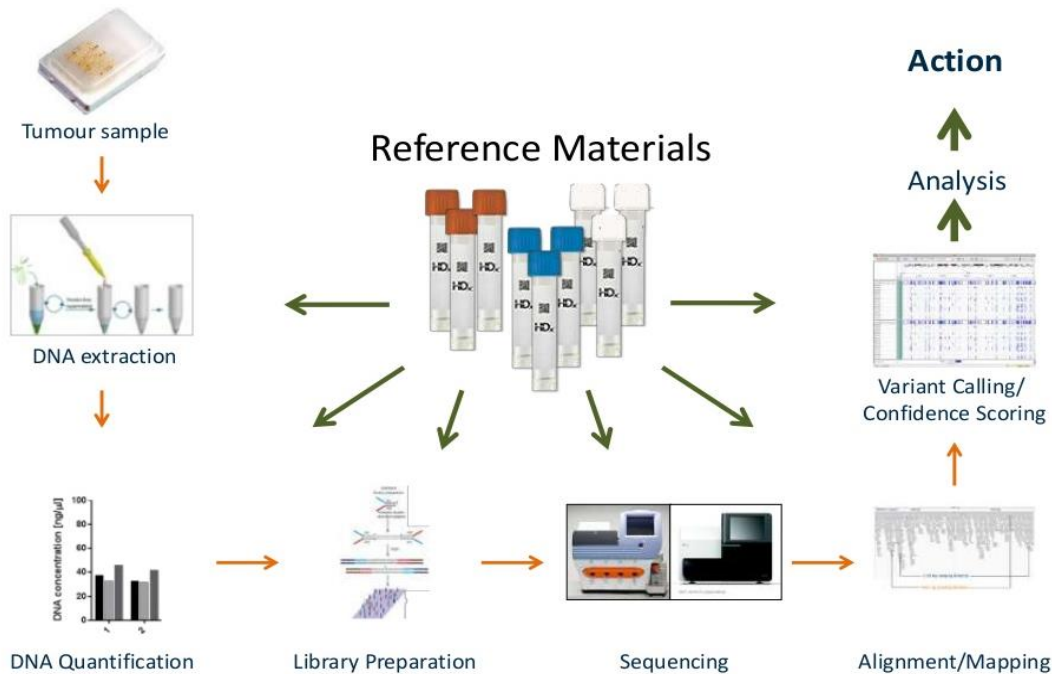 Tumour sample
DNA extraction
Reference Materials
HDx
HDx
HDx
HDx
HDx
HDx
HDx
Action
Analysis
Variant Calling/
Confidence Scoring
DNA concentration [ng/µl]
100
80
60
40
20
0
1
2
DNA Quantification
Library Preparation
Sequencing
Alignment/Mapping